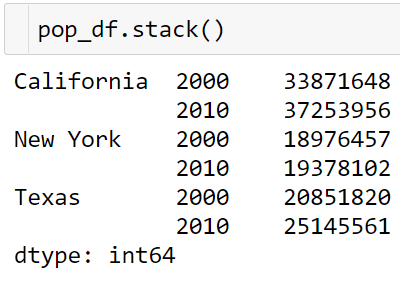 pop_df.stack()
California 2000 33871648
2010 37253956
New York 2000 18976457
2010 19378102
Texas 2000 20851820
2010 25145561
dtype: int64